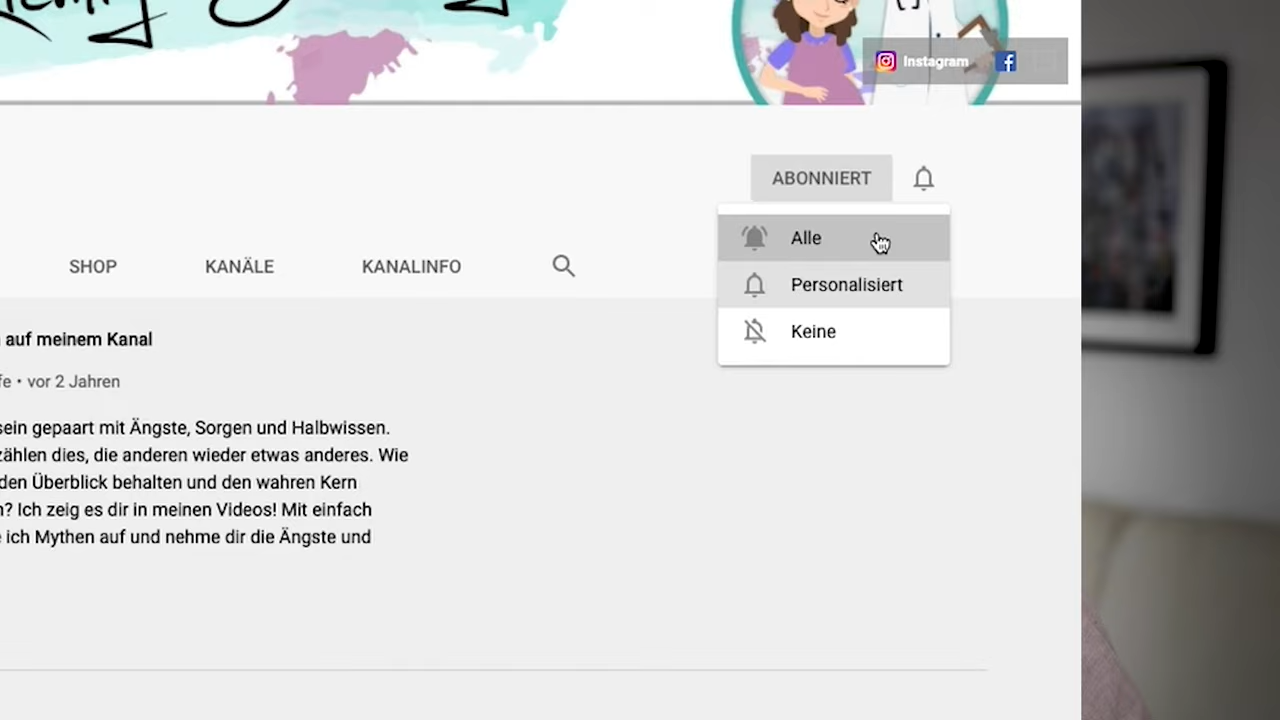 Instagram
ABONNIERT
Alle
Personalisiert
Keine
SHOP KANÄLE KANALINFO
auf meinem Kanal
• vor 2 Jahren
sein gepaart mit Ängste, Sorgen und Halbwissen.
zählen dies, die anderen wieder etwas anderes. Wie
den Überblick behalten und den wahren Kern
? Ich zeig es dir in meinen Videos! Mit einfach
ich Mythen auf und nehme dir die Ängste und